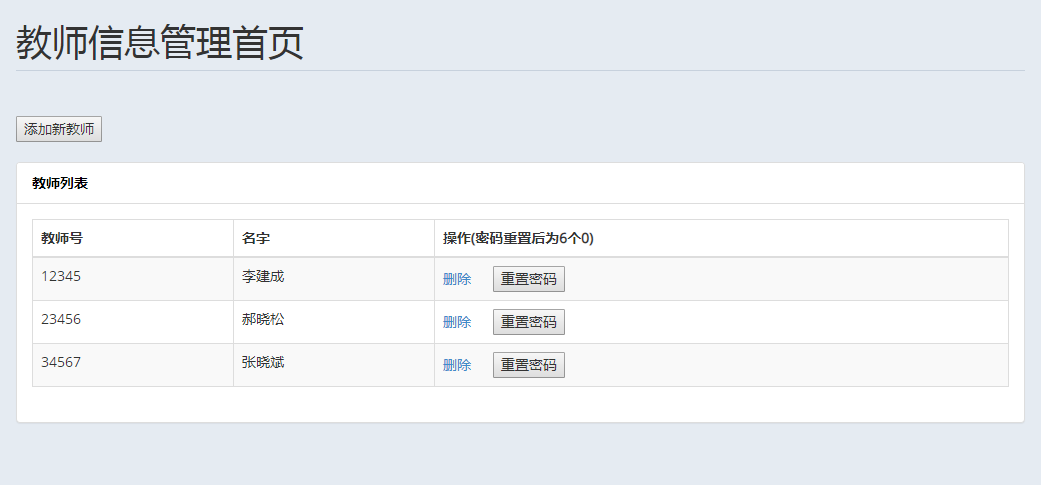 教师信息管理首页
添加新教师
教师列表
教师号 名字 操作(密码重置后为6个0)
12345 李建成 删除 重置密码
23456 郝晓松 删除 重置密码
34567 张晓斌 删除 重置密码